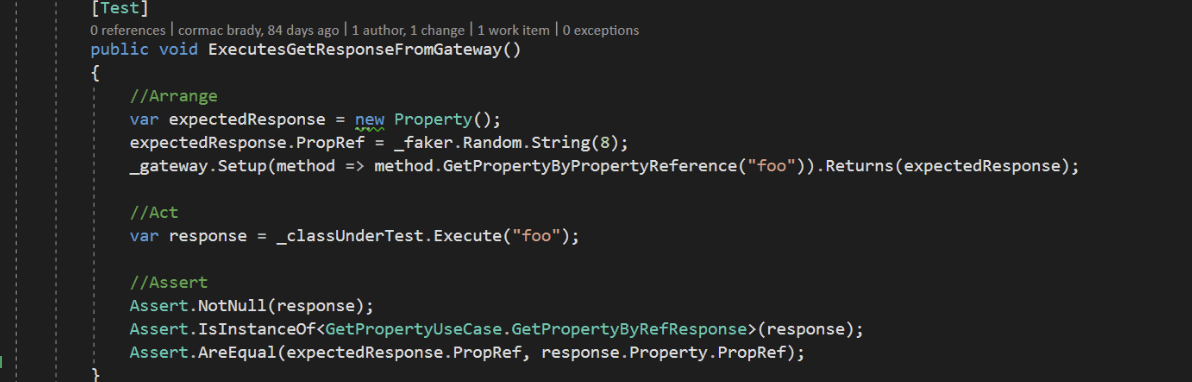 [Test]
0 references | cormac brady, 84 days ago | 1 author, 1 change | 1 work item | 0 exceptions
public void ExecutesGetResponseFromGateway()
{
//Arrange
var expectedResponse = new Property();
expectedResponse.PropRef = _faker.Random.String(8);
_gateway.Setup(method => method.GetPropertyByPropertyReference("foo")).Returns(expectedResponse);
//Act
var response = _classUnderTest.Execute("foo");
//Assert
Assert.NotNull(response);
Assert.IsInstanceOf<GetPropertyUseCase.GetPropertyByRefResponse>(response);
Assert.AreEqual(expectedResponse.PropRef, response.Property.PropRef);
}